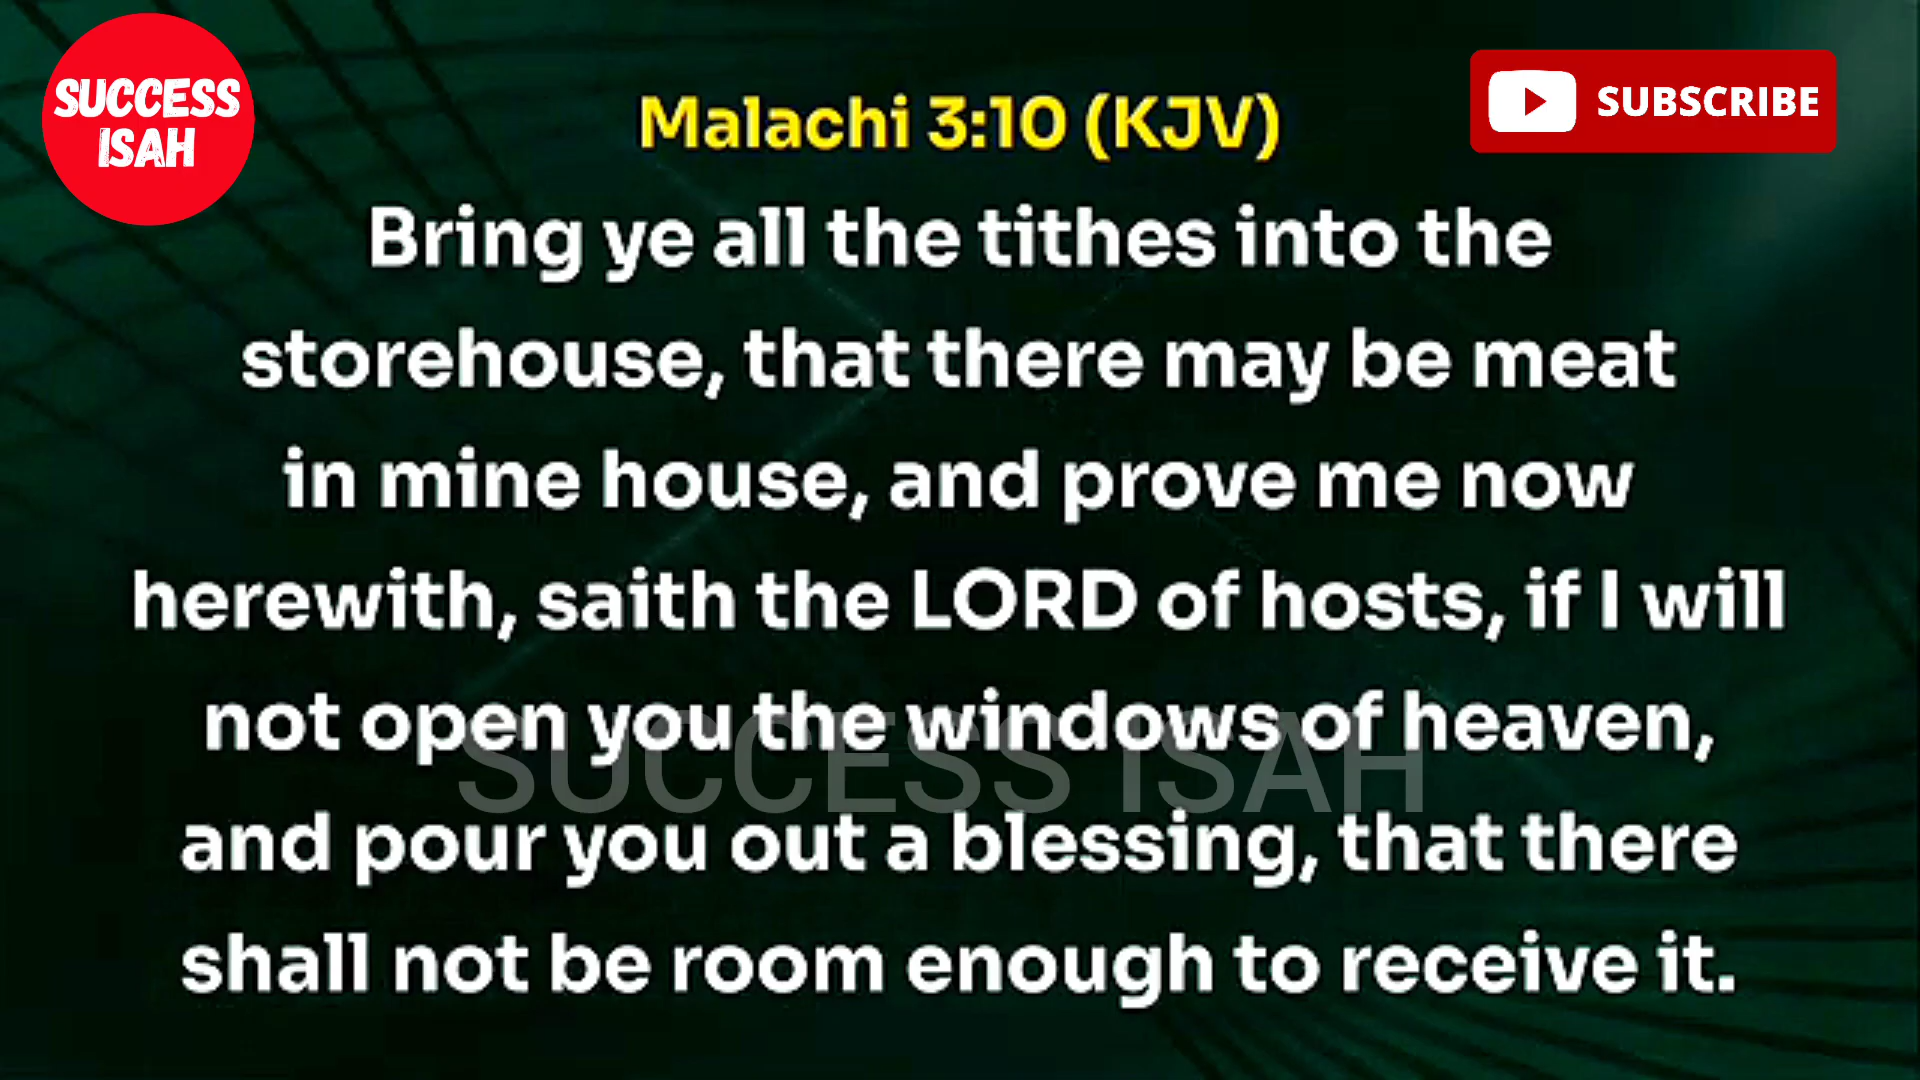 SUCCESS
ISAH
SUBSCRIBE
Malachi 3:10 (KJV)
Bring ye all the tithes into the
storehouse, that there may be meat
in mine house, and prove me now
herewith, saith the LORD of hosts, if I will
not open you the windows of heaven,
SUCCESS ISAH
and pour you out a blessing, that there
shall not be room enough to receive it.